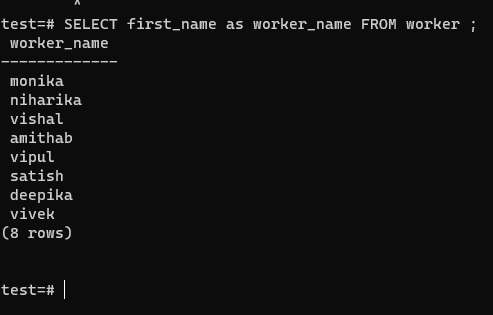 ^
test=# SELECT first_name as worker_name FROM worker ;
worker_name
-------------
monika
niharika
vishal
amithab
vipul
satish
deepika
vivek
(8 rows)
test=#